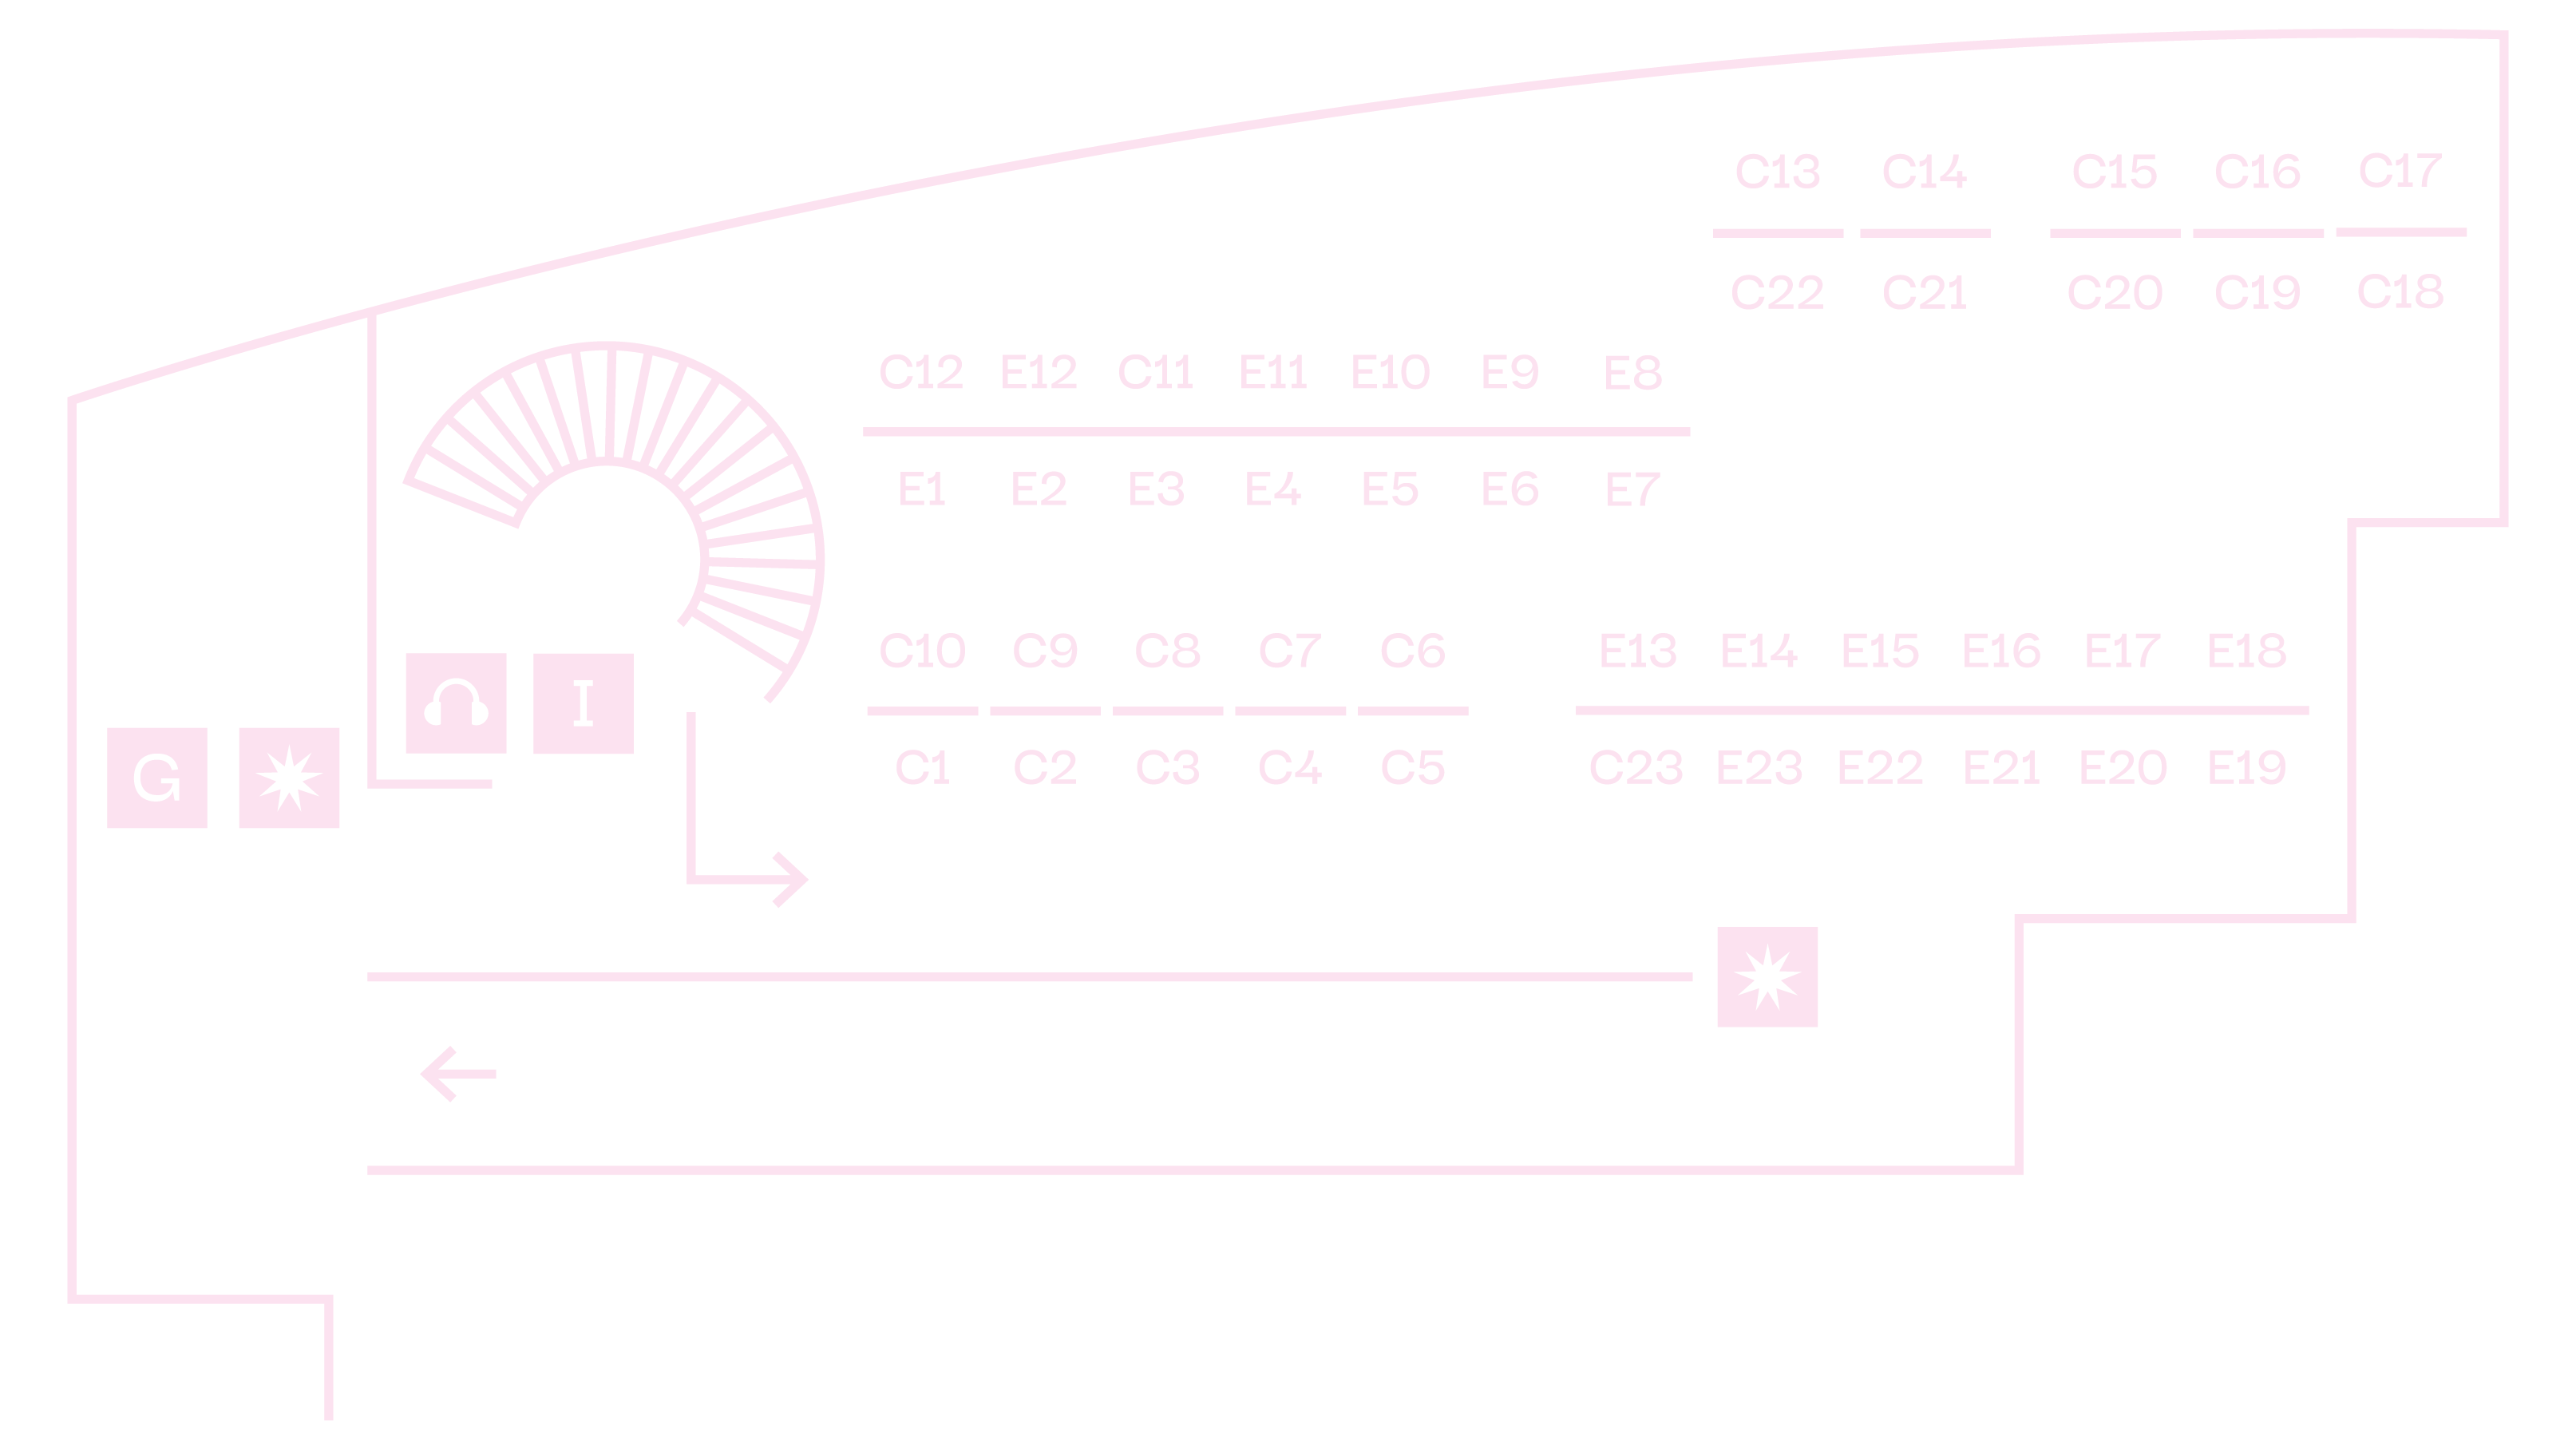 C13 C14 C15 C16 C17
C22 C21 C20 C19 C18
C12 E12 C11 E11 E10 E9 E8
E1 E2 E3 E4 E5 E6 E7
C10 C9 C8 C7 C6 E13 E14 E15 E16 E17 E18
I
G
C1 C2 C3 C4 C5 C23 E23 E22 E21 E20 E19